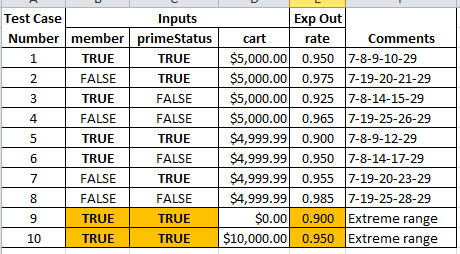 Test Case Inputs Exp Out
Number member primeStatus cart rate Comments
1 TRUE TRUE $5,000.00 0.950 7-8-9-10-29
2 FALSE TRUE $5,000.00 0.975 7-19-20-21-29
3 TRUE FALSE $5,000.00 0.925 7-8-14-15-29
4 FALSE FALSE $5,000.00 0.965 7-19-25-26-29
5 TRUE TRUE $4,999.99 0.900 7-8-9-12-29
6 TRUE FALSE $4,999.99 0.950 7-8-14-17-29
7 FALSE TRUE $4,999.99 0.955 7-19-20-23-29
8 FALSE FALSE $4,999.99 0.985 7-19-25-28-29
9 TRUE TRUE $0.00 0.900 Extreme range
10 TRUE TRUE $10,000.00 0.950 Extreme range